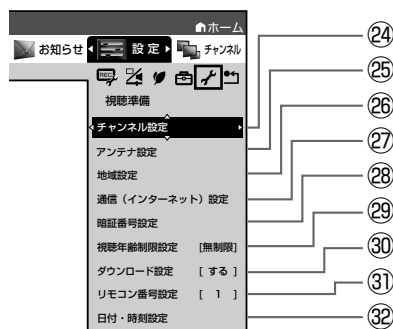 ホーム
お知らせ 設定 チャンネル
REC
視聴準備
チャンネル設定 ㉔
アンテナ設定 ㉕
地域設定 ㉖
通信（インターネット）設定 ㉗
暗証番号設定 ㉘
視聴年齢制限設定 [無制限] ㉙
ダウンロード設定 [ する ] ㉚
リモコン番号設定 [ 1 ] ㉛
日付・時刻設定 ㉜